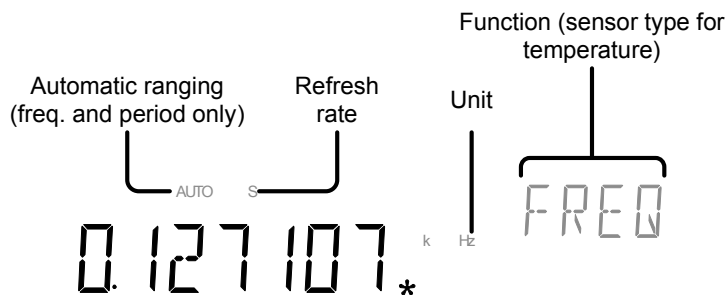 Function (sensor type for
temperature)
Automatic ranging
(freq. and period only)
Refresh
rate
Unit
AUTO S
FREQ
0.127107* k Hz